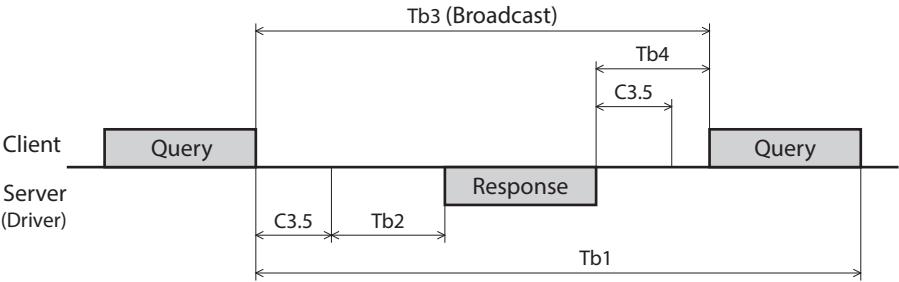 Tb3 (Broadcast)
Tb4
C3.5
Client
Query
Query
Server
(Driver)
Response
C3.5
Tb2
Tb1